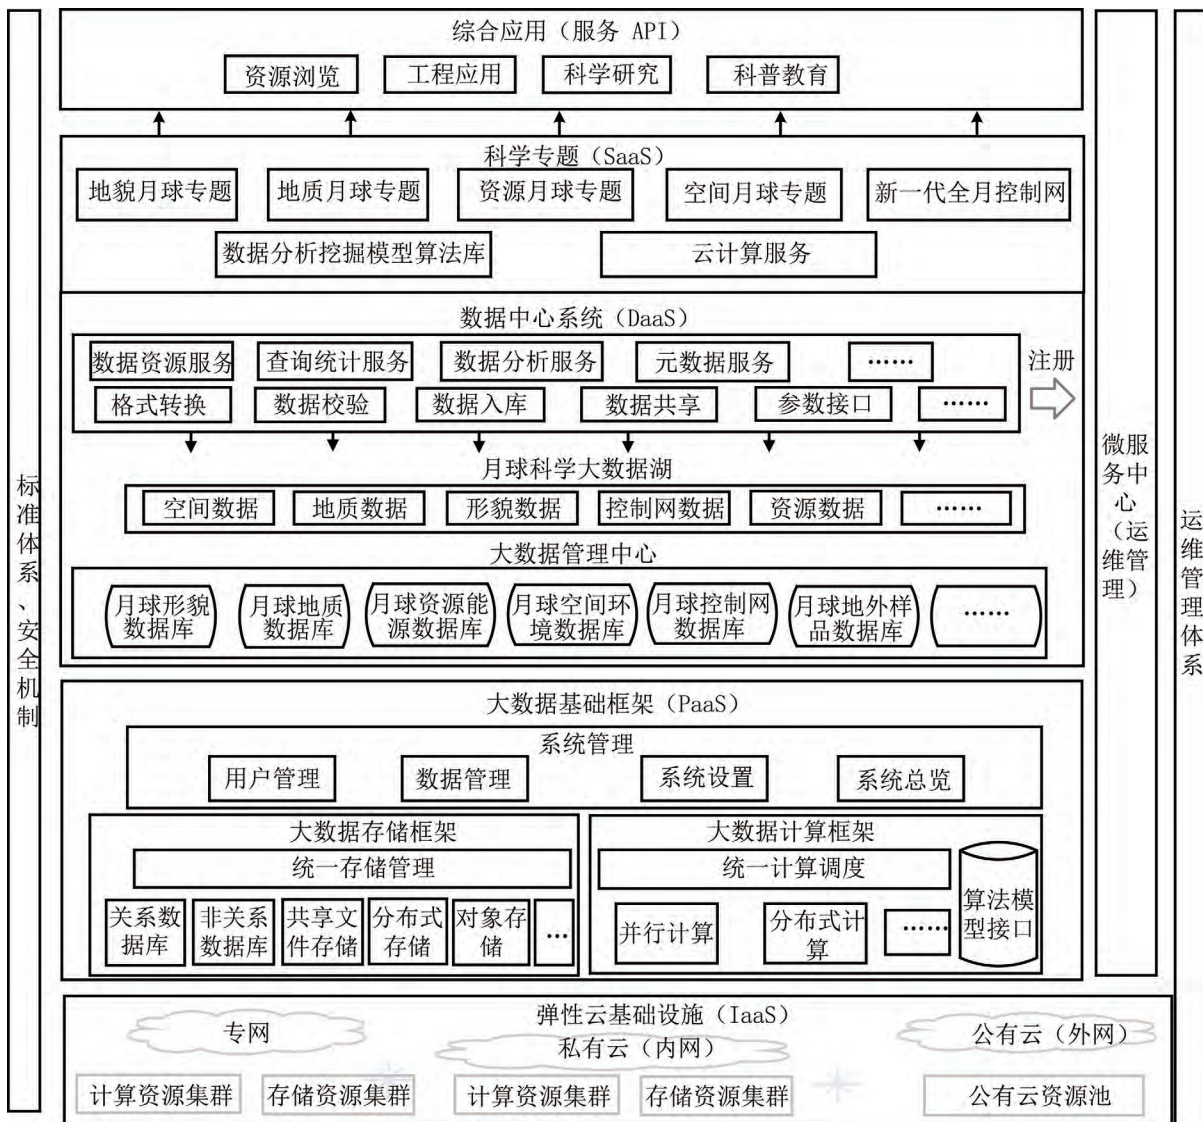 综合应用（服务 API）
资源浏览
工程应用
科学研究
科普教育
科学专题（SaaS）
地貌月球专题
地质月球专题
资源月球专题
空间月球专题
新一代全月控制网
数据分析挖掘模型算法库
云计算服务
数据中心系统（DaaS）
数据资源服务
查询统计服务
数据分析服务
元数据服务
……
格式转换
数据校验
数据入库
数据共享
参数接口
……
注册
月球科学大数据湖
空间数据
地质数据
形貌数据
控制网数据
资源数据
……
大数据管理中心
月球形貌
数据库
月球地质
数据库
月球资源能
源数据库
月球空间环
境数据库
月球控制网
数据库
月球地外样
品数据库
……
大数据基础框架（PaaS）
系统管理
用户管理
数据管理
系统设置
系统总览
大数据存储框架
统一存储管理
关系数
据库
非关系
数据库
共享文
件存储
分布式
存储
对象存
储
…
大数据计算框架
统一计算调度
并行计算
分布式计
算
……
算法模
型接口
弹性云基础设施（IaaS）
专网
私有云（内网）
公有云（外网）
计算资源集群
存储资源集群
计算资源集群
存储资源集群
公有云资源池
标准体系、安全机制
微服
务中
心
（运
维管
理）
运维管理体系